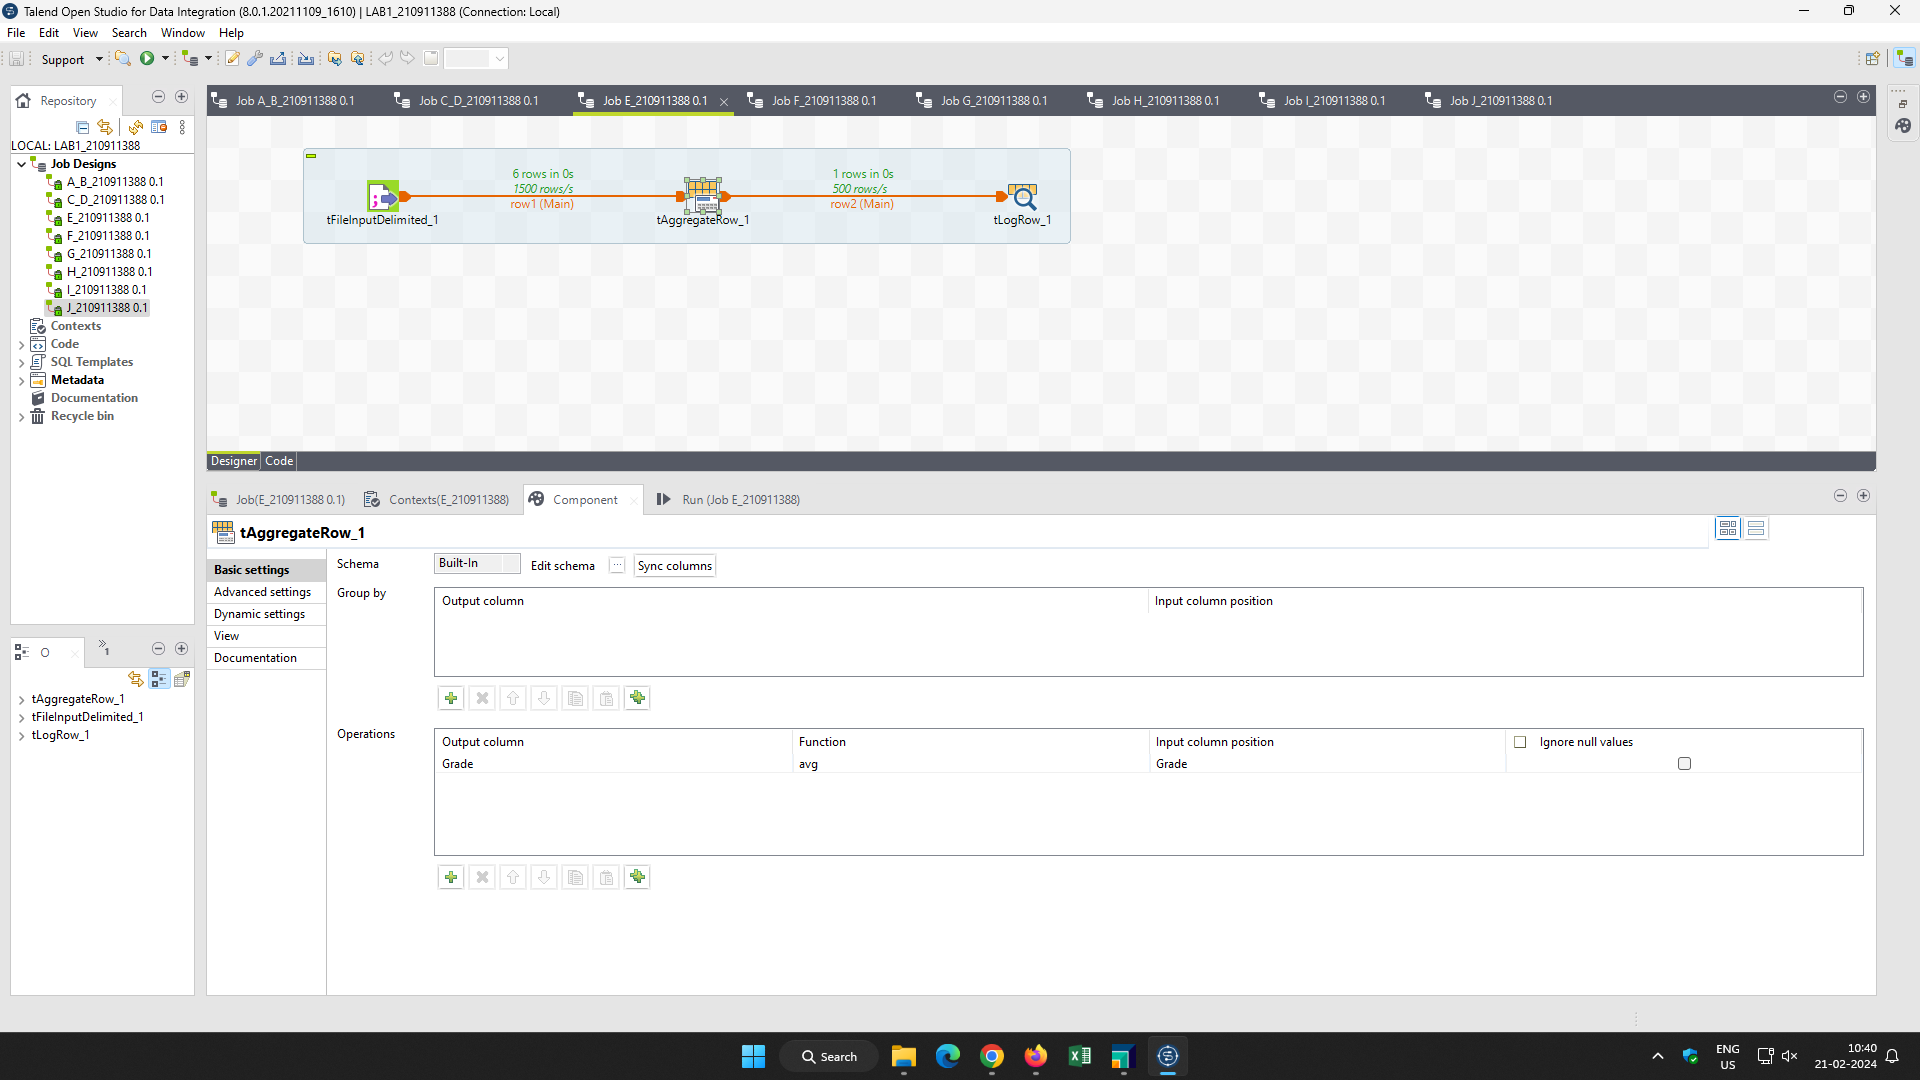 Talend Open Studio for Data Integration (8.0.1.20211109_1610) | LAB1_210911388 (Connection: Local)
File Edit View Search Window Help
Support
Repository
LOCAL: LAB1_210911388
Job Designs
A_B_210911388 0.1
C_D_210911388 0.1
E_210911388 0.1
F_210911388 0.1
G_210911388 0.1
H_210911388 0.1
I_210911388 0.1
J_210911388 0.1
Contexts
Code
SQL Templates
Metadata
Documentation
Recycle bin
O
1
tAggregateRow_1
tFileInputDelimited_1
tLogRow_1
Job A_B_210911388 0.1 Job C_D_210911388 0.1 Job E_210911388 0.1 Job F_210911388 0.1 Job G_210911388 0.1 Job H_210911388 0.1 Job I_210911388 0.1 Job J_210911388 0.1
6 rows in 0s
1500 rows/s
row1 (Main)
1 rows in 0s
500 rows/s
row2 (Main)
tFileInputDelimited_1 tAggregateRow_1 tLogRow_1
Designer Code
Job(E_210911388 0.1) Contexts(E_210911388) Component Run (Job E_210911388)
tAggregateRow_1
Basic settings
Advanced settings
Dynamic settings
View
Documentation
Schema Built-In Edit schema ... Sync columns
Group by
Output column Input column position
Operations
Output column Function Input column position Ignore null values
Grade avg Grade
Search
ENG
US
10:40
21-02-2024